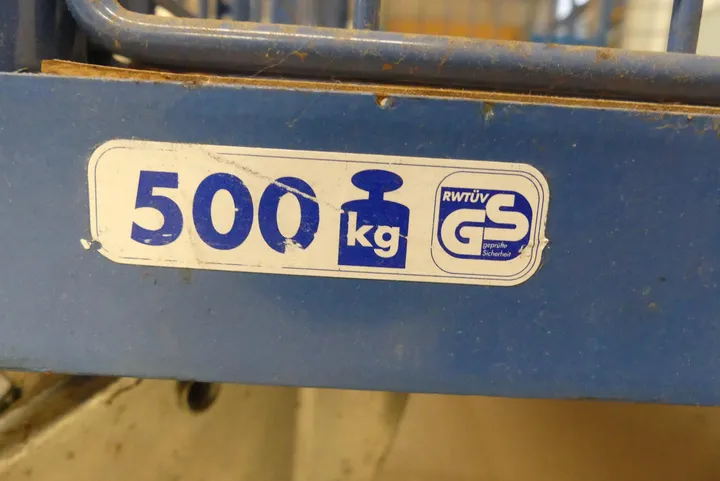 500 kg
RWTÜV
GS
geprüfte
Sicherheit